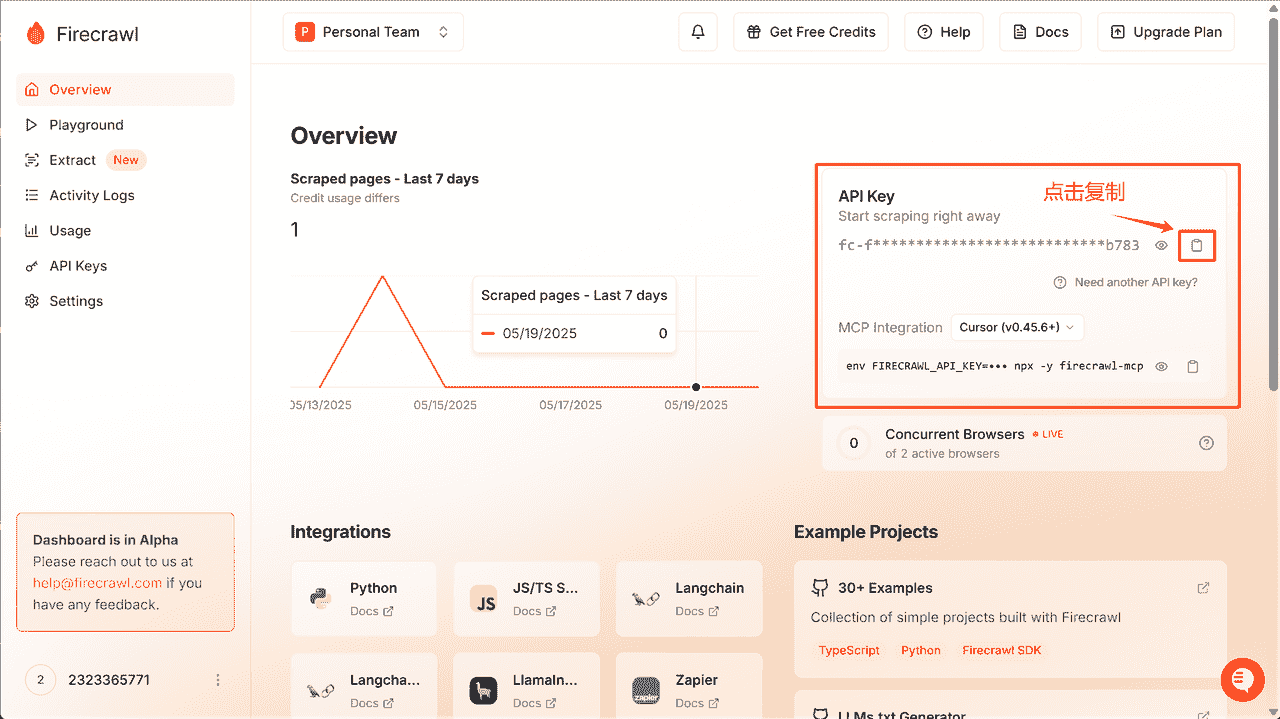 Firecrawl
P Personal Team
Get Free Credits
Help
Docs
Upgrade Plan
Overview
Playground
Extract New
Activity Logs
Usage
API Keys
Settings
Dashboard is in Alpha
Please reach out to us at
help@firecrawl.com if you
have any feedback.
2 2323365771
Overview
Scraped pages - Last 7 days
Credit usage differs
1
Scraped pages - Last 7 days
05/19/2025 0
05/13/2025 05/15/2025 05/17/2025 05/19/2025
API Key
点击复制
Start scraping right away
fc-f***************************b783
Need another API key?
MCP Integration Cursor (v0.45.6+)
env FIRECRAWL_API_KEY=••• npx -y firecrawl-mcp
0 Concurrent Browsers LIVE
of 2 active browsers
Integrations
Python
Docs
JS JS/TS S...
Docs
Langchain
Docs
Langcha...
Docs
LlamaIn...
Docs
zapier Zapier
Docs
Example Projects
30+ Examples
Collection of simple projects built with Firecrawl
TypeScript Python Firecrawl SDK
LLMs.txt Generator